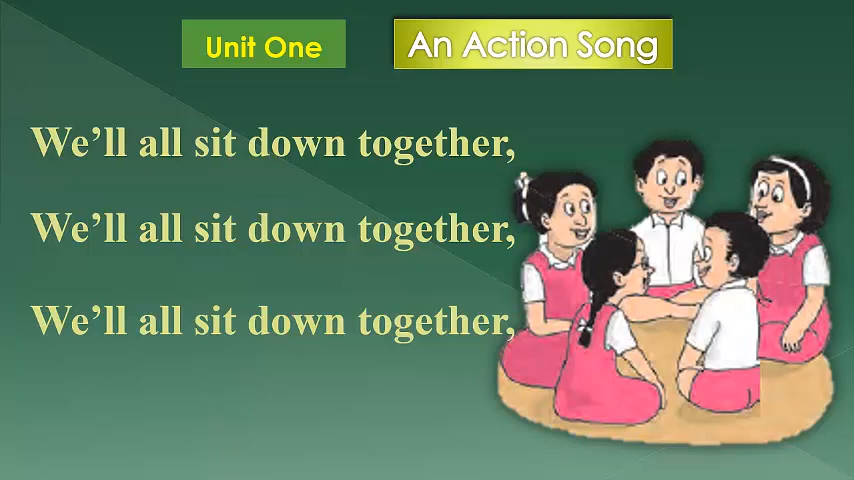 Unit One
An Action Song
We’ll all sit down together,
We’ll all sit down together,
We’ll all sit down together,